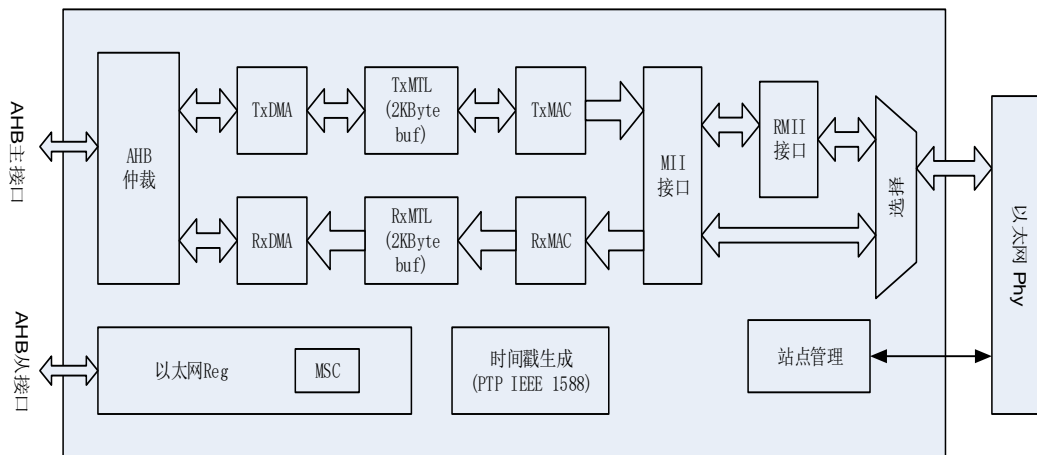 AHB主接口
AHB
仲裁
TxDMA
TxMTL
(2KByte
buf)
TxMAC
MII
接口
RMII
接口
选择
以太网 Phy
RxDMA
RxMTL
(2KByte
buf)
RxMAC
AHB从接口
以太网Reg
MSC
时间戳生成
(PTP IEEE 1588)
站点管理